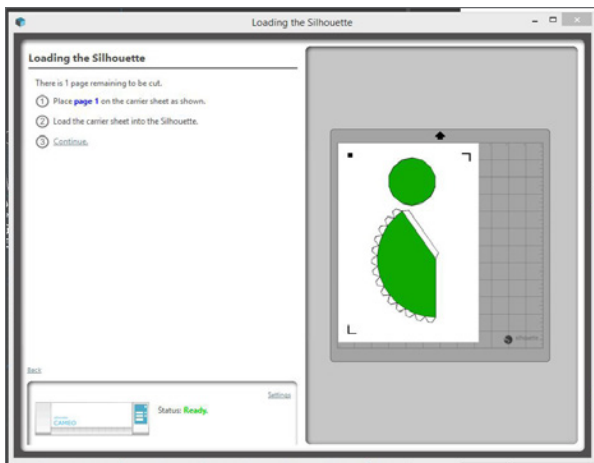 Loading the Silhouette
Loading the Silhouette
There is 1 page remaining to be cut.
1 Place page 1 on the carrier sheet as shown.
2 Load the carrier sheet into the Silhouette.
3 Continue.
silhouette
Back
Settings
Status: Ready.
CAMEO